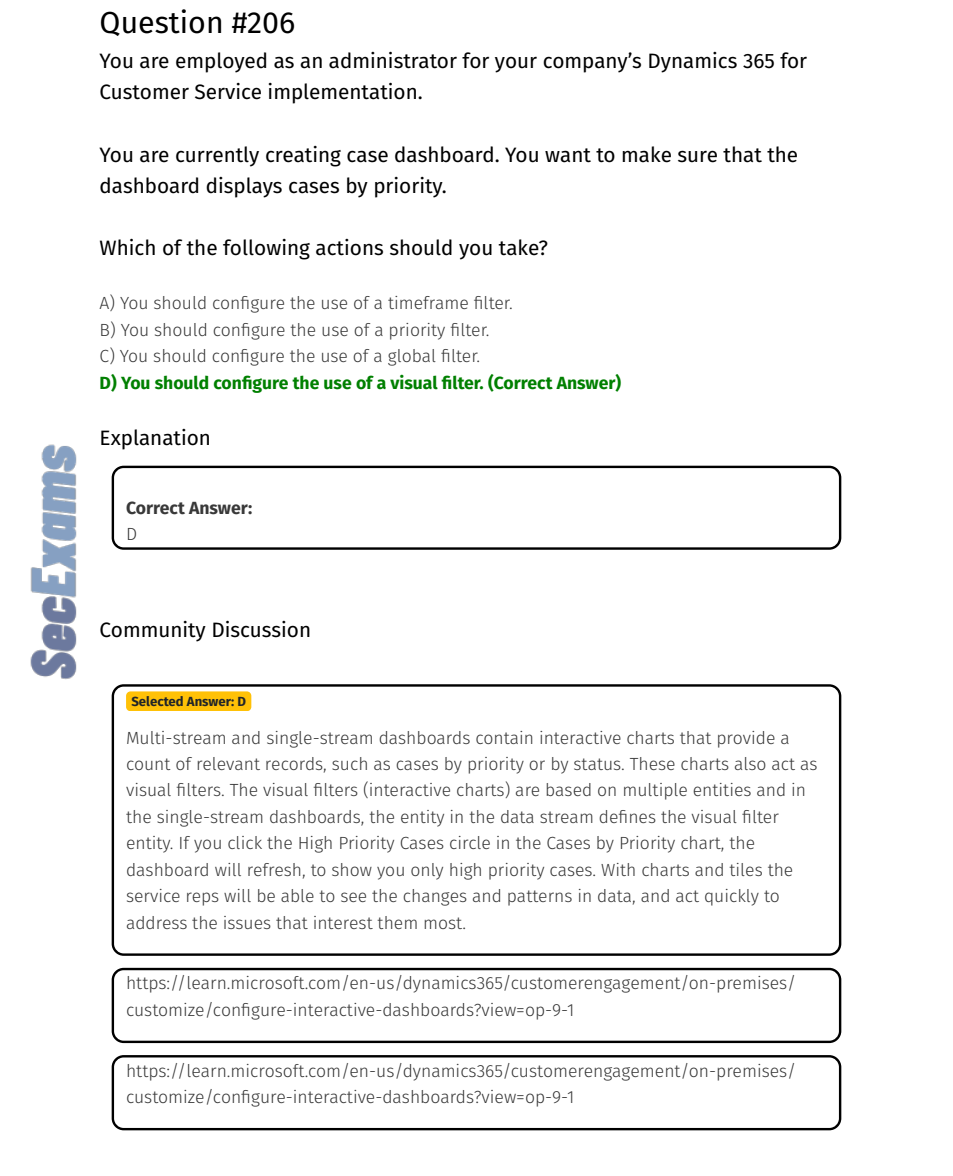 Question #206
You are employed as an administrator for your company’s Dynamics 365 for
Customer Service implementation.
You are currently creating case dashboard. You want to make sure that the
dashboard displays cases by priority.
Which of the following actions should you take?
A) You should configure the use of a timeframe filter.
B) You should configure the use of a priority filter.
C) You should configure the use of a global filter.
D) You should configure the use of a visual filter. (Correct Answer)
Explanation
Correct Answer:
D
SecExams
Community Discussion
Selected Answer: D
Multi-stream and single-stream dashboards contain interactive charts that provide a
count of relevant records, such as cases by priority or by status. These charts also act as
visual filters. The visual filters (interactive charts) are based on multiple entities and in
the single-stream dashboards, the entity in the data stream defines the visual filter
entity. If you click the High Priority Cases circle in the Cases by Priority chart, the
dashboard will refresh, to show you only high priority cases. With charts and tiles the
service reps will be able to see the changes and patterns in data, and act quickly to
address the issues that interest them most.
https://learn.microsoft.com/en-us/dynamics365/customerengagement/on-premises/
customize/configure-interactive-dashboards?view=op-9-1
https://learn.microsoft.com/en-us/dynamics365/customerengagement/on-premises/
customize/configure-interactive-dashboards?view=op-9-1